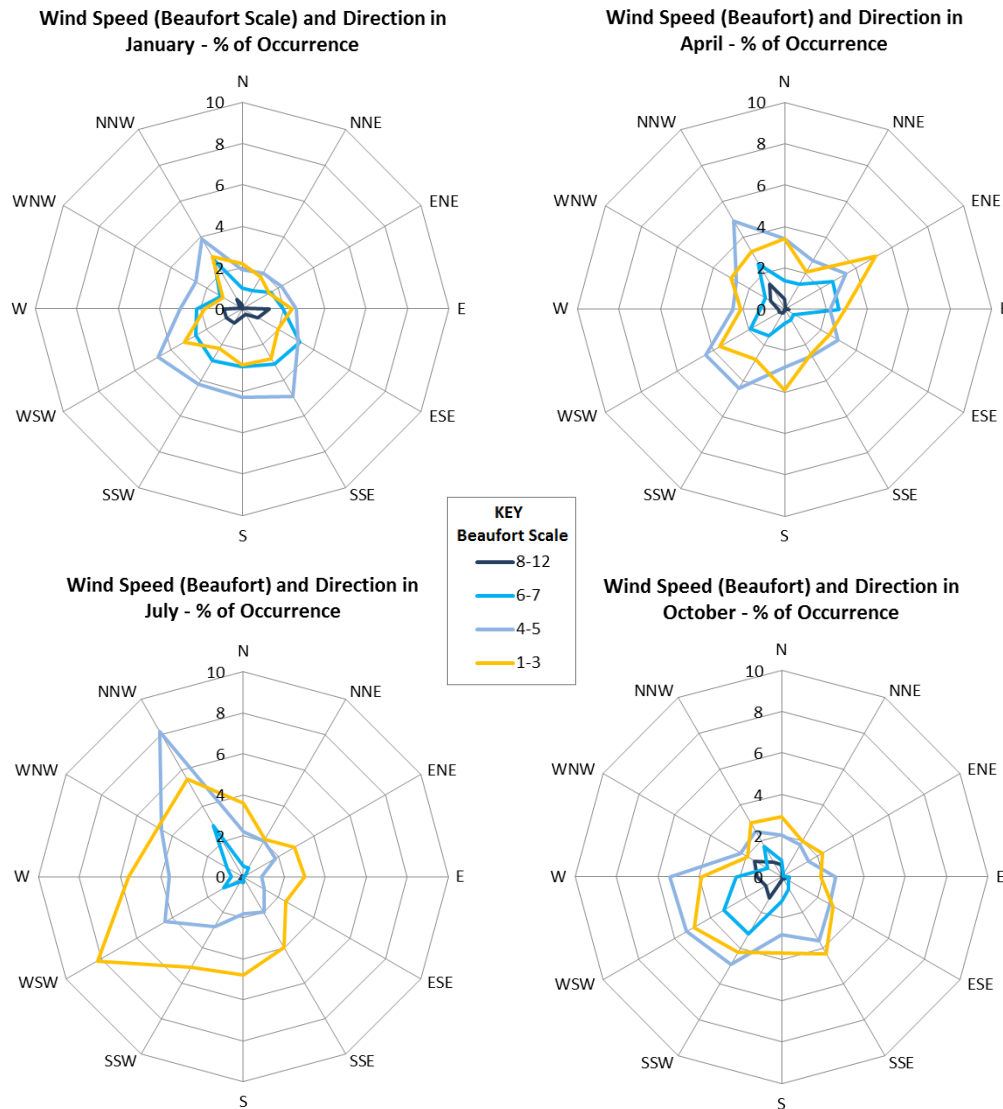 Wind Speed (Beaufort Scale) and Direction in
January - % of Occurrence
N
10
NNW
NNE
8
6
WNW
ENE
4
2
W
0
E
WSW
ESE
SSW
SSE
S
Wind Speed (Beaufort) and Direction in
April - % of Occurrence
N
10
NNW
NNE
8
6
WNW
ENE
4
2
W
0
E
WSW
ESE
SSW
SSE
S
KEY
Beaufort Scale
8-12
6-7
4-5
1-3
Wind Speed (Beaufort) and Direction in
July - % of Occurrence
N
10
NNW
NNE
8
6
WNW
ENE
4
2
W
0
E
WSW
ESE
SSW
SSE
S
Wind Speed (Beaufort) and Direction in
October - % of Occurrence
N
10
NNW
NNE
8
6
WNW
ENE
4
2
W
0
E
WSW
ESE
SSW
SSE
S